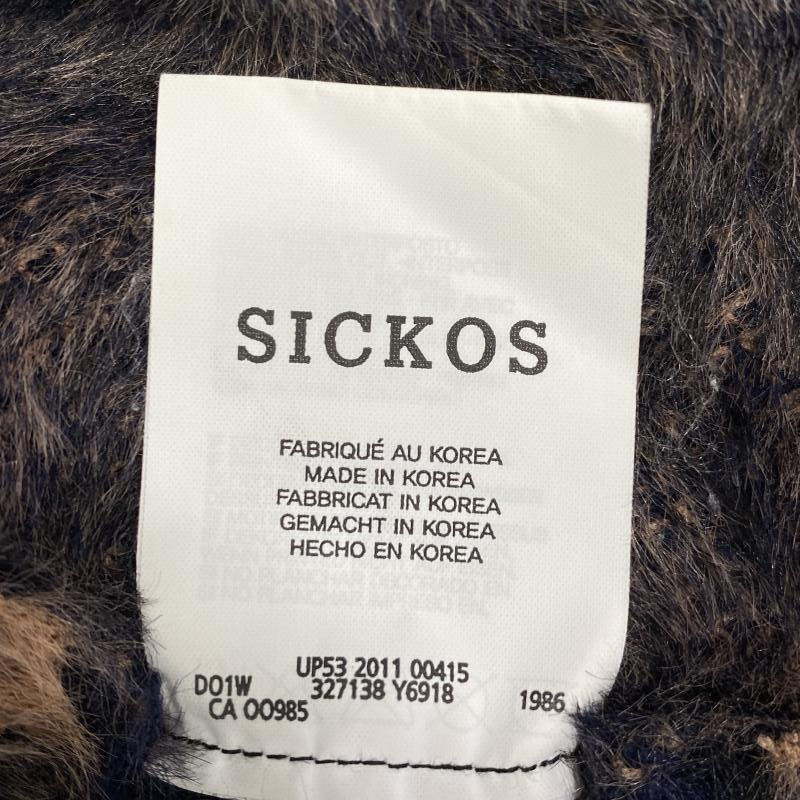 SICKOS
FABRIQUÉ AU KOREA
MADE IN KOREA
FABBRICAT IN KOREA
GEMACHT IN KOREA
HECHO EN KOREA
UP53 2011 00415
D01W 327138 Y6918 1986
CA 00985